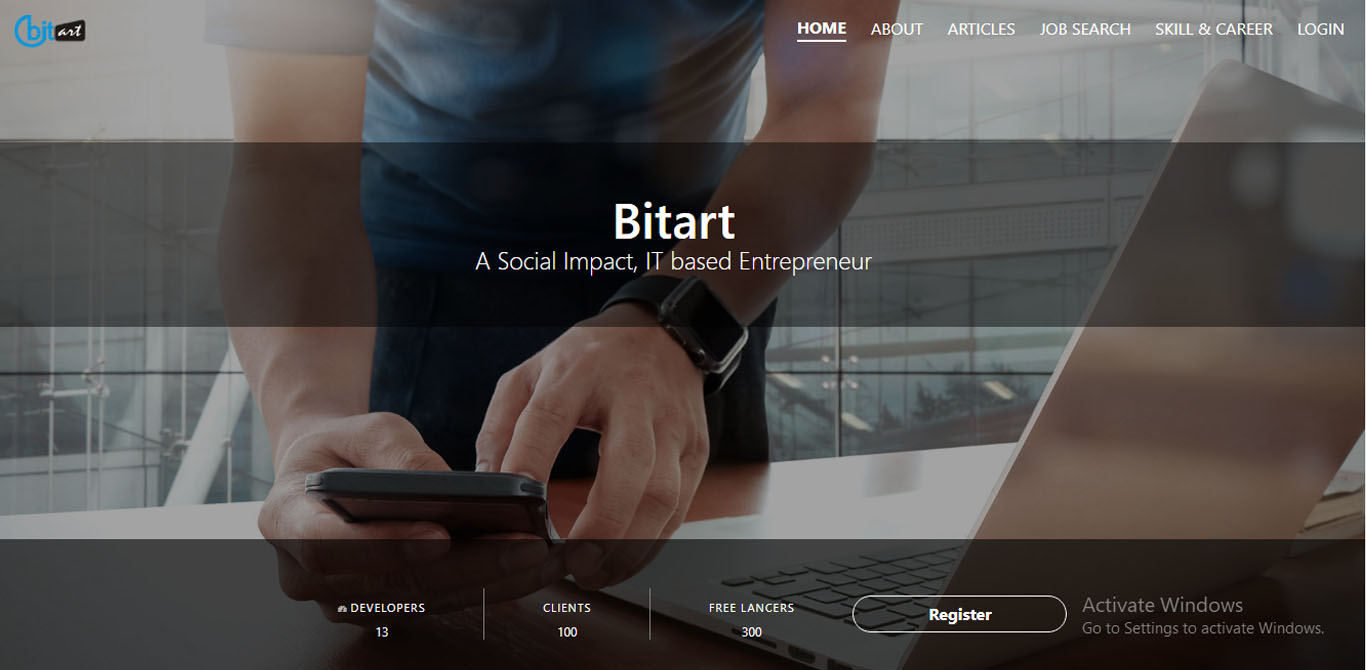 bit art
HOME ABOUT ARTICLES JOB SEARCH SKILL & CAREER LOGIN
Bitart
A Social Impact, IT based Entrepreneur
DEVELOPERS CLIENTS FREE LANCERS
13 100 300
Register
Activate Windows
Go to Settings to activate Windows.